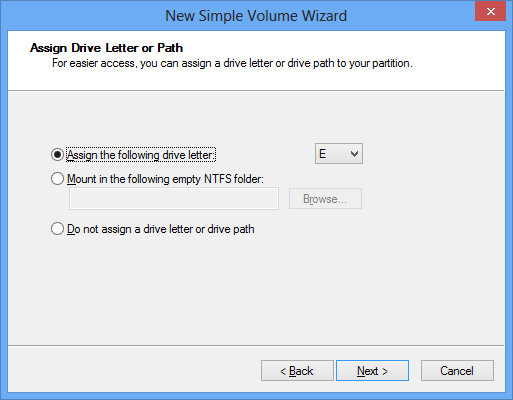 New Simple Volume Wizard
Assign Drive Letter or Path
For easier access, you can assign a drive letter or drive path to your partition.
Assign the following drive letter: E
Mount in the following empty NTFS folder:
Browse...
Do not assign a drive letter or drive path
< Back Next > Cancel